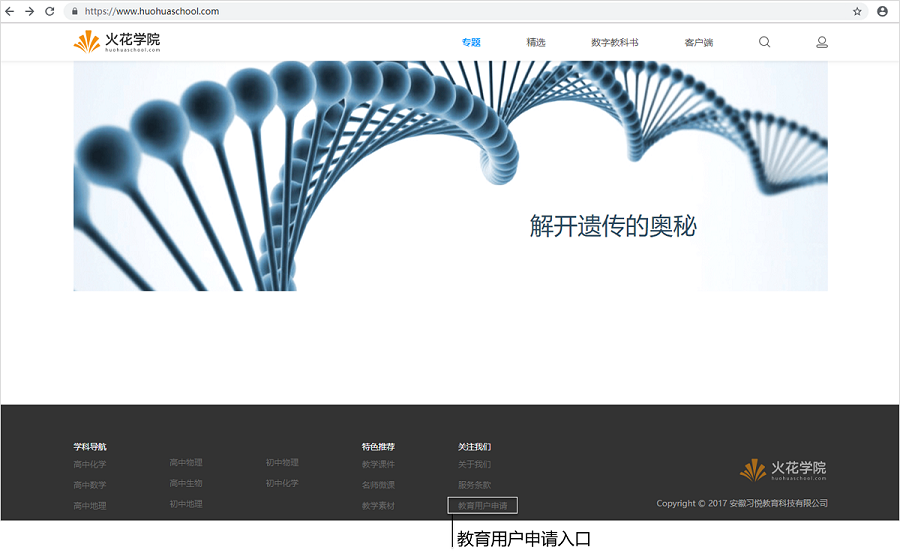 https://www.huohuaschool.com
火花学院
huohuaschool.com
专题 精选 数字教科书 客户端
解开遗传的奥秘
学科导航 特色推荐 关注我们
高中化学 高中物理 初中物理 教学课件 关于我们
高中数学 高中生物 初中化学 名师微课 服务条款
高中地理 初中地理 教学素材 教育用户申请
火花学院
huohuaschool.com
Copyright © 2017 安徽习悦教育科技有限公司
教育用户申请入口